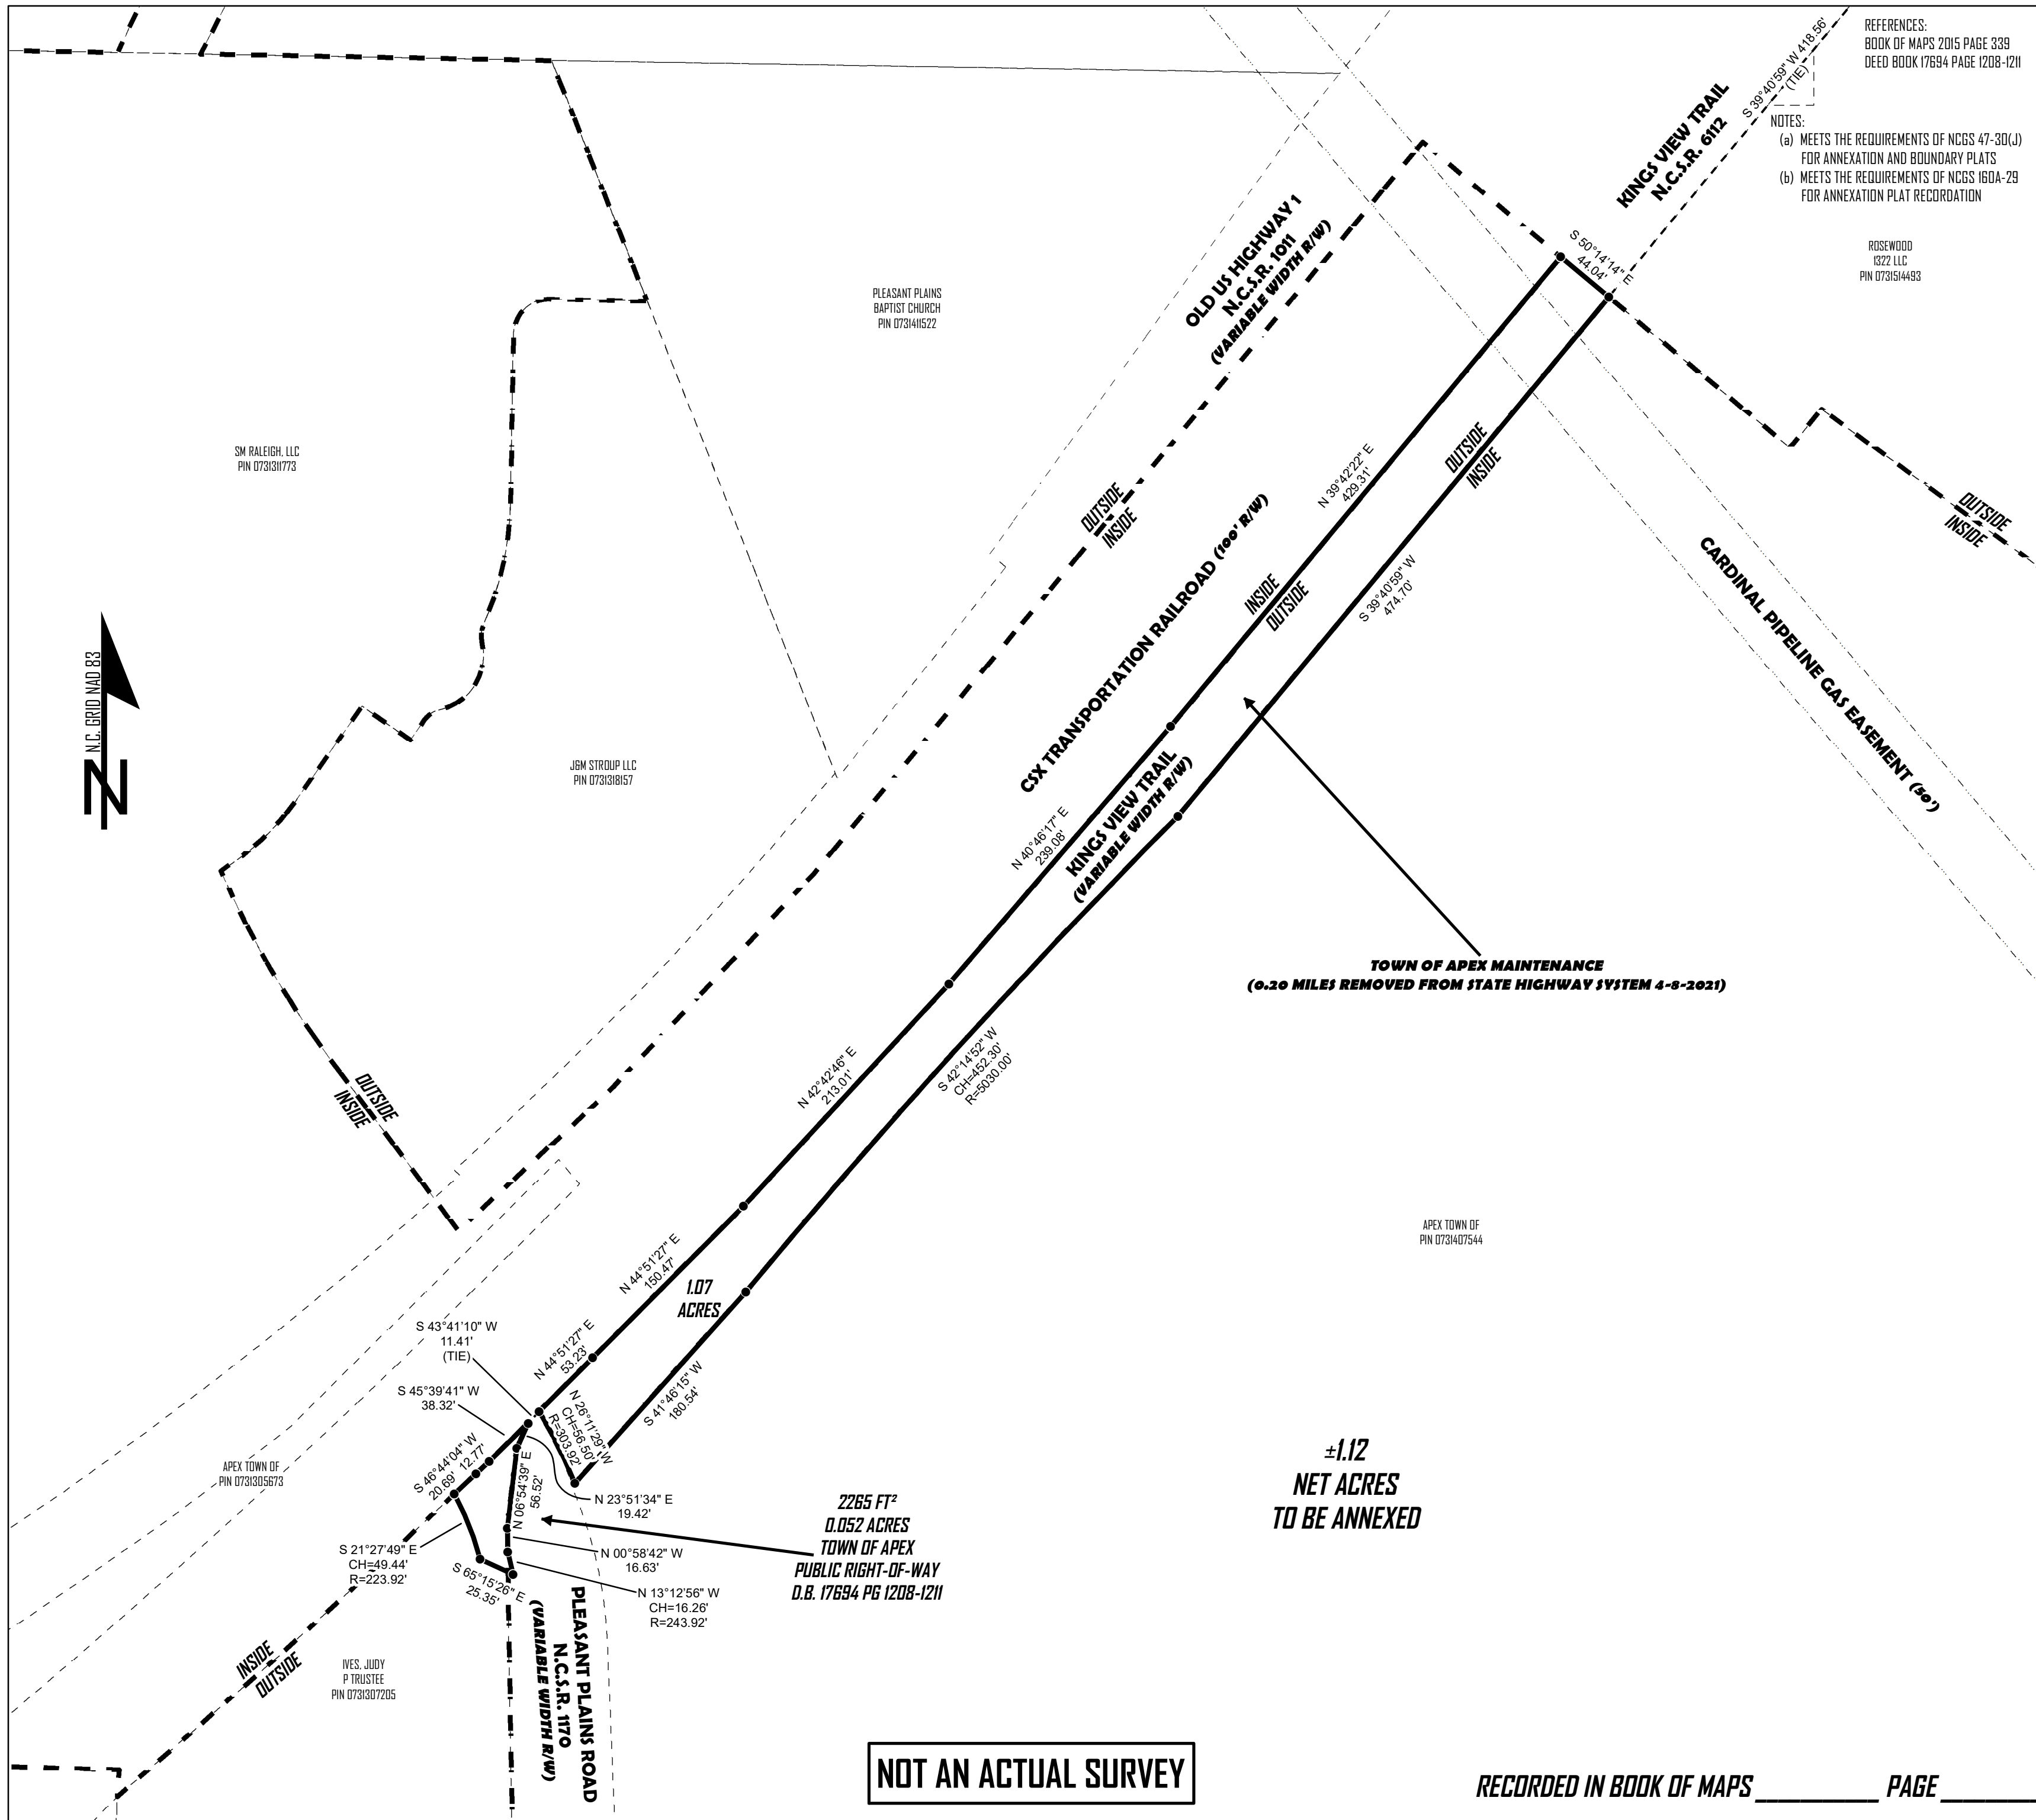 REFERENCES:
BOOK OF MAPS 2015 PAGE 339
DEED BOOK 17694 PAGE 1208-1211
S 39°40'59" W 418.56'
(TIE)
NOTES:
(a) MEETS THE REQUIREMENTS OF NCGS 47-30(J)
FOR ANNEXATION AND BOUNDARY PLATS
(b) MEETS THE REQUIREMENTS OF NCGS 160A-29
FOR ANNEXATION PLAT RECORDATION
KINGS VIEW TRAIL
N.C.S.R. 6112
ROSEWOOD
1322 LLC
PIN 0731514493
S 50°14'14" E
44.04'
OLD US HIGHWAY 1
N.C.S.R. 1011
(VARIABLE WIDTH R/W)
PLEASANT PLAINS
BAPTIST CHURCH
PIN 0731411522
SM RALEIGH, LLC
PIN 0731311773
N 39°42'22" E
429.31'
OUTSIDE
INSIDE
OUTSIDE
INSIDE
OUTSIDE
INSIDE
CSX TRANSPORTATION RAILROAD (100' R/W)
INSIDE
OUTSIDE
S 39°40'59" W
474.70'
CARDINAL PIPELINE GAS EASEMENT (50')
N.C. GRID NAD 83
N
J&M STROUP LLC
PIN 0731318157
KINGS VIEW TRAIL
(VARIABLE WIDTH R/W)
N 40°46'17" E
239.08'
TOWN OF APEX MAINTENANCE
(0.20 MILES REMOVED FROM STATE HIGHWAY SYSTEM 4-8-2021)
N 42°42'46" E
213.01'
S 42°14'52" W
CH=452.30'
R=5030.00'
OUTSIDE
INSIDE
APEX TOWN OF
PIN 0731407544
N 44°51'27" E
150.47'
1.07
ACRES
S 43°41'10" W
11.41'
(TIE)
N 44°51'27" E
53.23'
S 45°39'41" W
38.32'
N 26°11'29" W
CH=56.50'
R=303.92'
S 41°46'15" W
180.54'
S 46°44'04" W
20.69' 12.77'
APEX TOWN OF
PIN 0731305673
N 06°54'39" E
56.52'
N 23°51'34" E
19.42'
±1.12
NET ACRES
TO BE ANNEXED
2265 FT²
0.052 ACRES
TOWN OF APEX
PUBLIC RIGHT-OF-WAY
D.B. 17694 PG 1208-1211
S 21°27'49" E
CH=49.44'
R=223.92'
N 00°58'42" W
16.63'
S 65°15'26" E
25.35'
N 13°12'56" W
CH=16.26'
R=243.92'
PLEASANT PLAINS ROAD
N.C.S.R. 1170
(VARIABLE WIDTH R/W)
INSIDE
OUTSIDE
IVES, JUDY
P TRUSTEE
PIN 0731307205
NOT AN ACTUAL SURVEY
RECORDED IN BOOK OF MAPS __________ PAGE ________